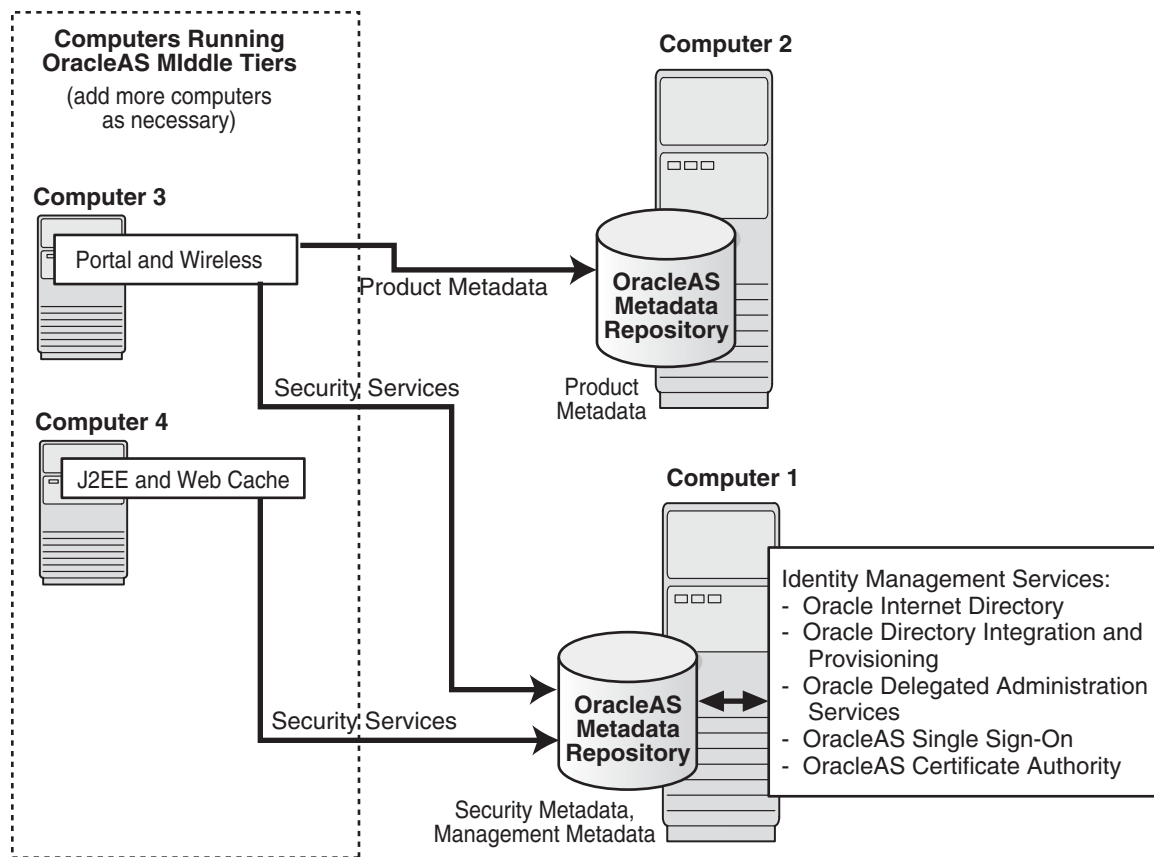 Computers Running
OracleAS MIddle Tiers
(add more computers
as necessary)
Computer 2
Computer 3
Portal and Wireless
Product Metadata
OracleAS
Metadata
Repository
Product
Metadata
Security Services
Computer 4
J2EE and Web Cache
Computer 1
Identity Management Services:
- Oracle Internet Directory
- Oracle Directory Integration and
Provisioning
- Oracle Delegated Administration
Services
- OracleAS Single Sign-On
- OracleAS Certificate Authority
Security Services
OracleAS
Metadata
Repository
Security Metadata,
Management Metadata